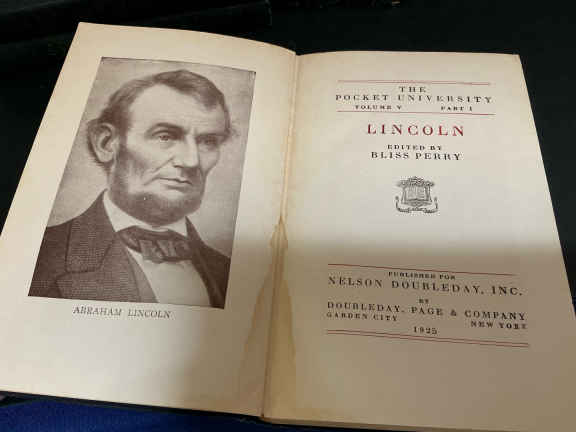 ABRAHAM LINCOLN
THE
POCKET UNIVERSITY
VOLUME V PART I
LINCOLN
EDITED BY
BLISS PERRY
PUBLISHED FOR
NELSON DOUBLEDAY, INC.
BY
DOUBLEDAY, PAGE & COMPANY
GARDEN CITY NEW YORK
1925